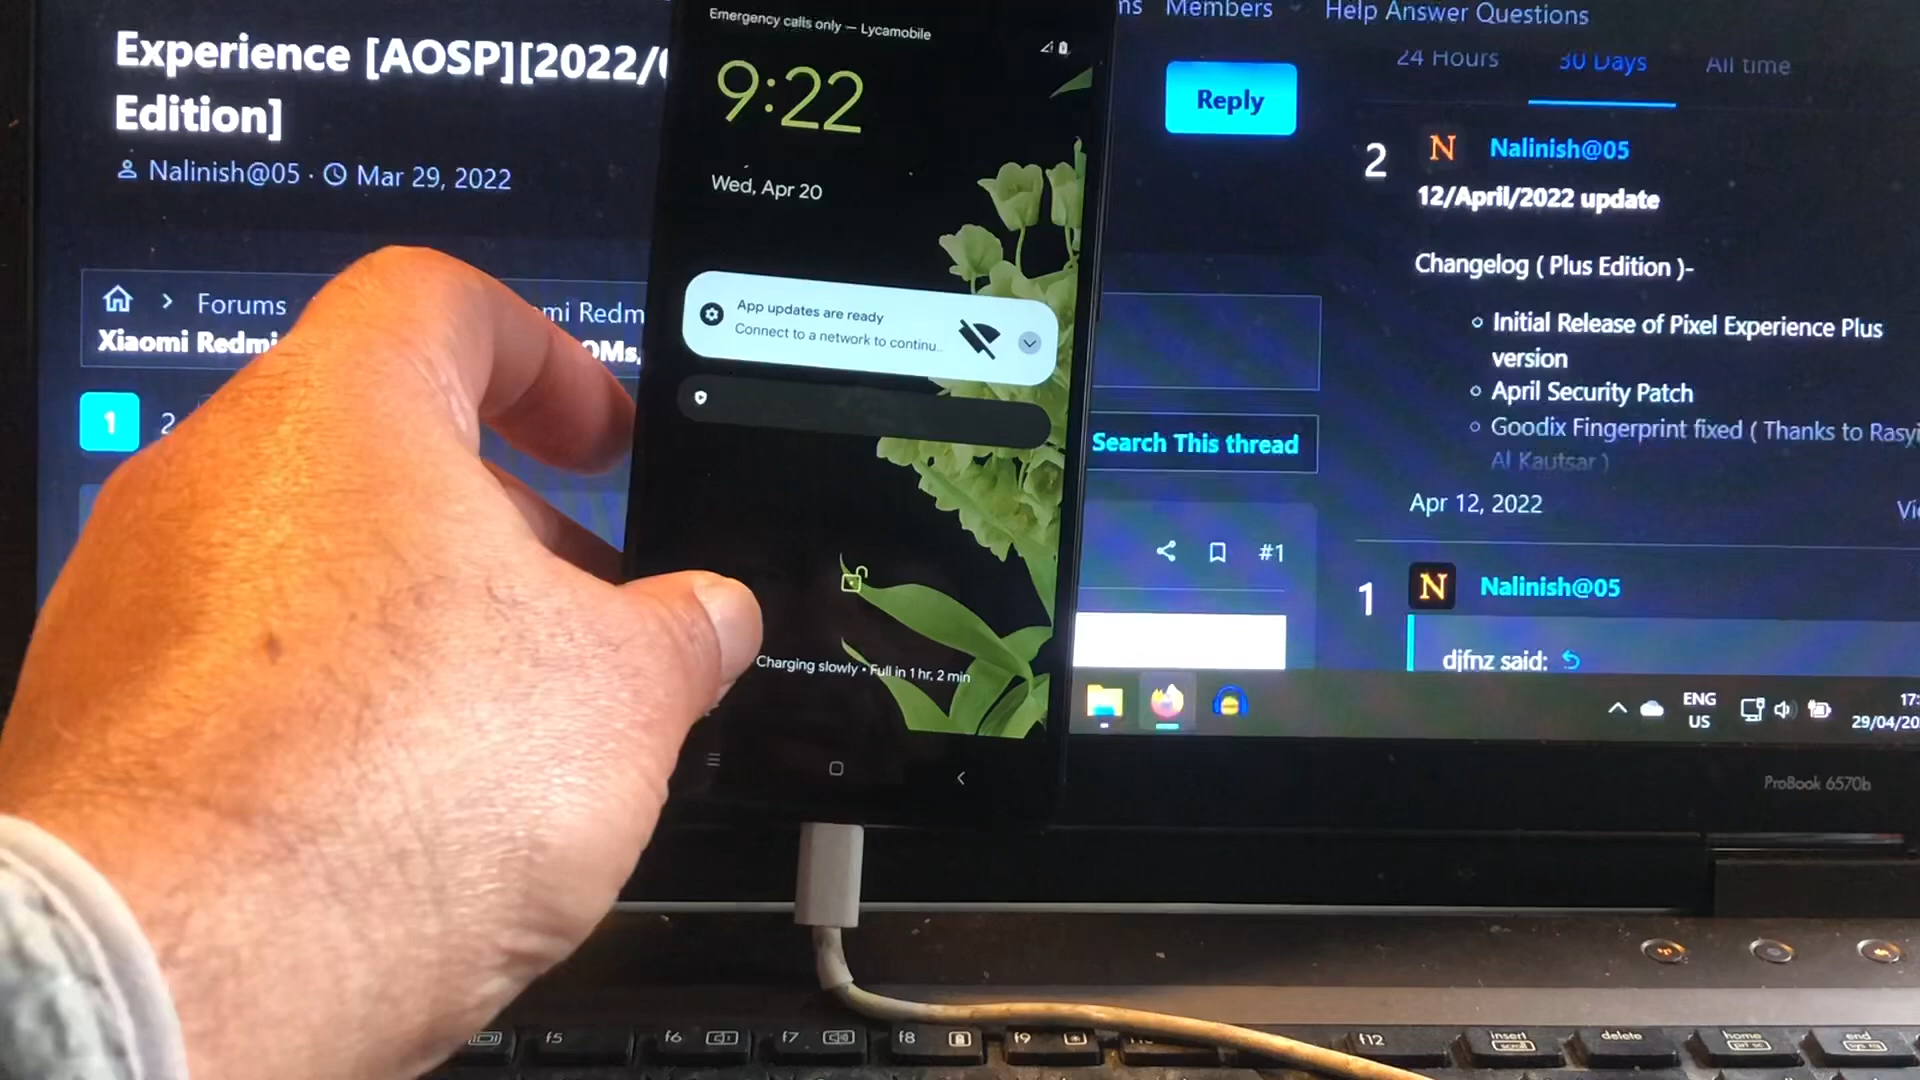 Experience [AOSP][2022/
Edition]
Nalinish@05 · Mar 29, 2022
Forums
mi Redm
Xiaomi Redmi
OMs,
1
2
Emergency calls only — Lycamobile
9:22
Wed, Apr 20
App updates are ready
Connect to a network to continu..
Charging slowly • Full in 1 hr, 2 min
ns
Members
Help Answer Questions
24 Hours
30 Days
All time
Reply
2
N
Nalinish@05
12/April/2022 update
Changelog ( Plus Edition )-
Initial Release of Pixel Experience Plus
version
April Security Patch
Goodix Fingerprint fixed ( Thanks to Rasyi
Al Kautsar )
Apr 12, 2022
Vi
Search This thread
#1
1
N
Nalinish@05
djfnz said:
ENG
US
17:
29/04/20
ProBook 6570b
f5
f6
f7
f8
f9
f12
insert
delete
home
end